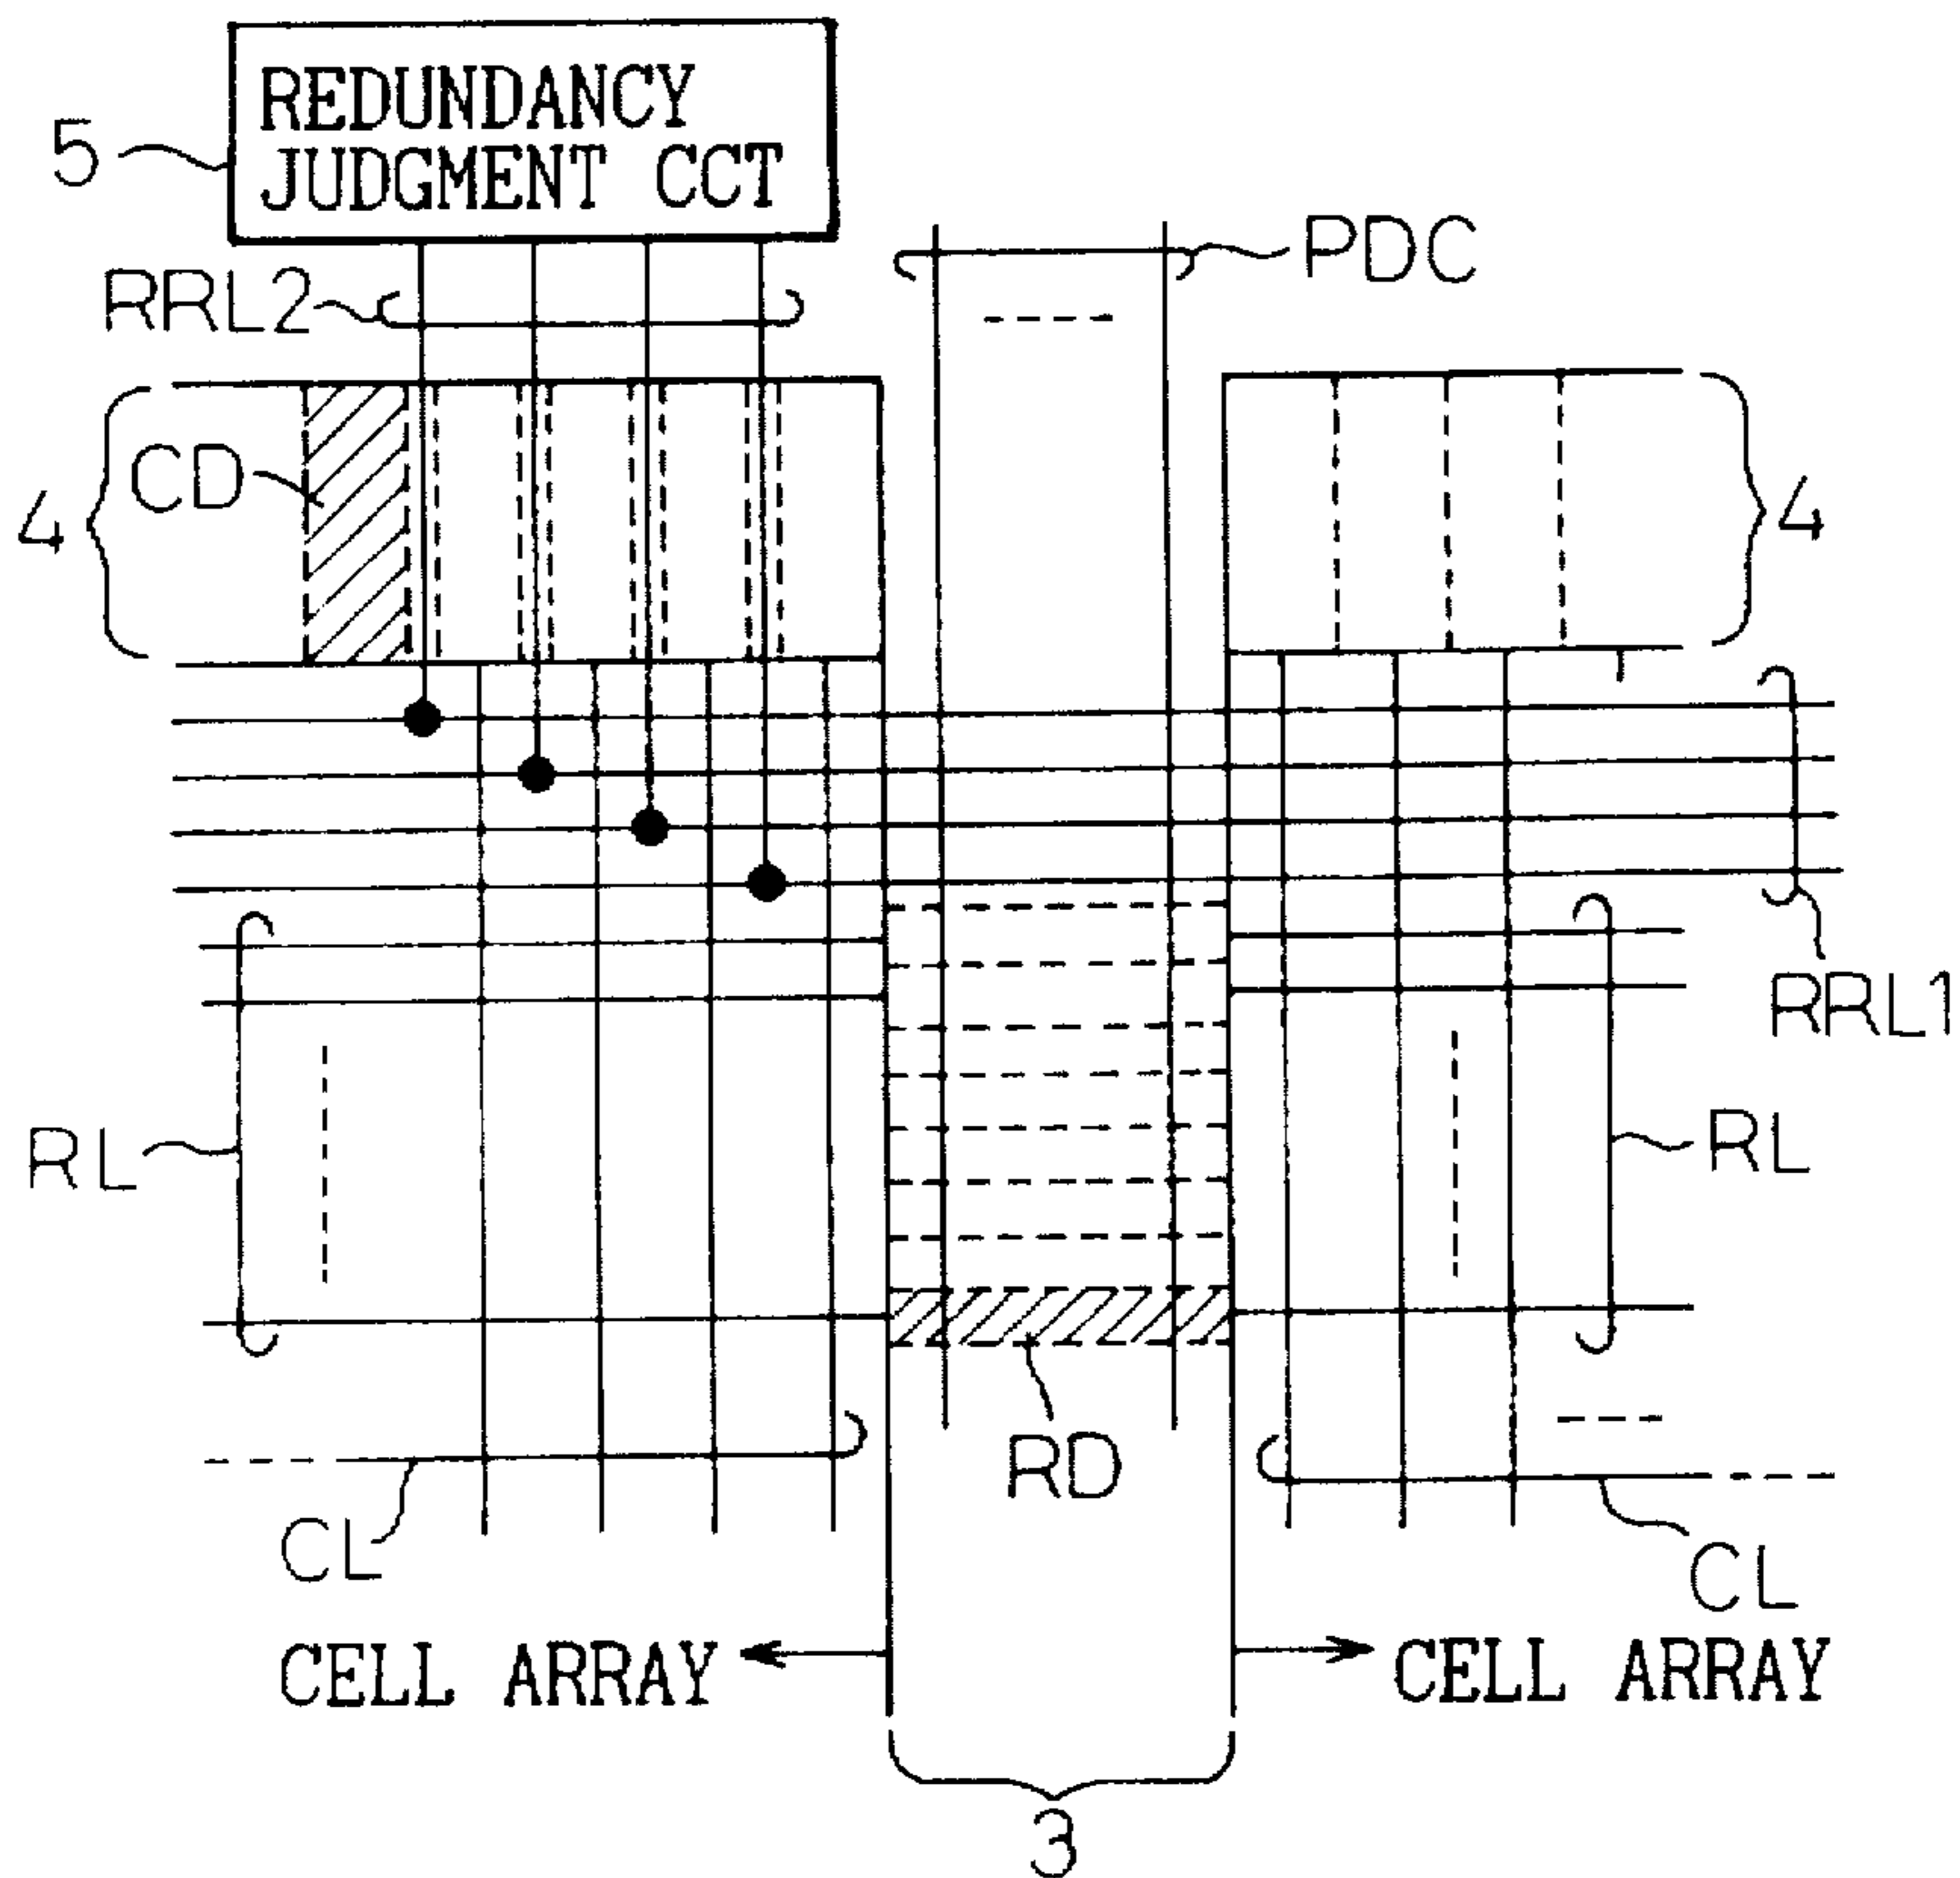 REDUNDANCY
JUDGMENT CCT
5
PDC
RRL2
CD
4
4
RRL1
RL
RL
RD
CL
CL
CELL ARRAY
CELL ARRAY
3